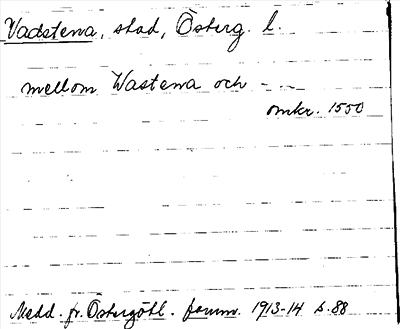 Vadstena, stad, Österg. l.
mellom Wastena och - - -
omkr. 1550
Medd. fr. Östergötl. fornm. 1913-14 s. 88